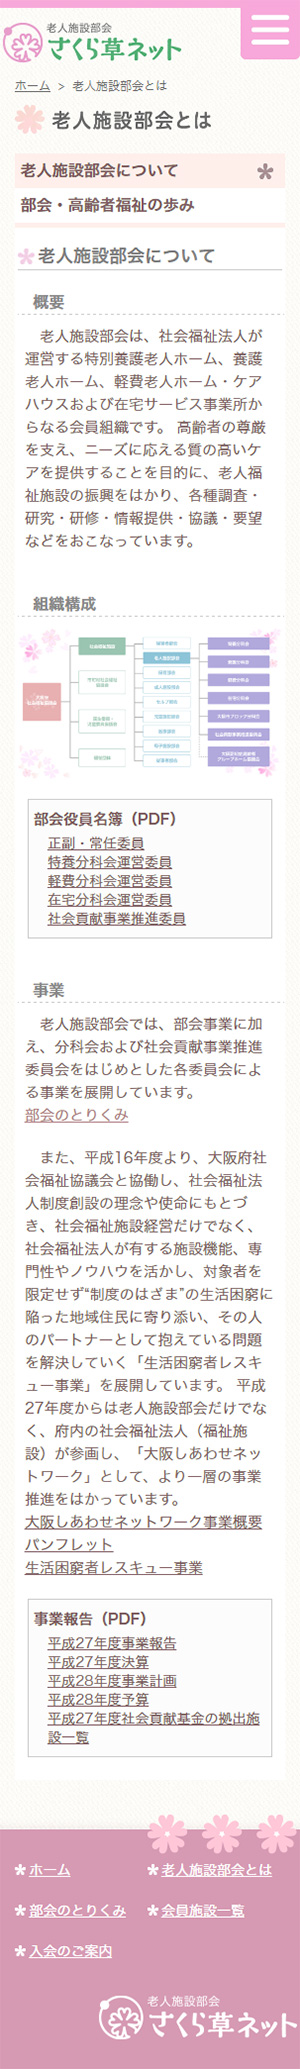 老人施設部会
さくら草ネット
ホーム > 老人施設部会とは
老人施設部会とは
老人施設部会について
部会・高齢者福祉の歩み
老人施設部会について
概要
老人施設部会は、社会福祉法人が
運営する特別養護老人ホーム、養護
老人ホーム、軽費老人ホーム・ケア
ハウスおよび在宅サービス事業所か
らなる会員組織です。 高齢者の尊厳
を支え、ニーズに応える質の高いケ
アを提供することを目的に、老人福
祉施設の振興をはかり、各種調査・
研究・研修・情報提供・協議・要望
などをおこなっています。
組織構成
老人施設部会
部会役員名簿（PDF）
正副・常任委員
特養分科会運営委員
軽費分科会運営委員
在宅分科会運営委員
社会貢献事業推進委員
事業
老人施設部会では、部会事業に加
え、分科会および社会貢献事業推進
委員会をはじめとした各委員会によ
る事業を展開しています。
部会のとりくみ
また、平成16年度より、大阪府社
会福祉協議会と協働し、社会福祉法
人制度創設の理念や使命にもとづ
き、社会福祉施設経営だけでなく、
社会福祉法人が有する施設機能、専
門性やノウハウを活かし、対象者を
限定せず“制度のはざま”の生活困窮に
陥った地域住民に寄り添い、その人
のパートナーとして抱えている問題
を解決していく「生活困窮者レスキ
ュー事業」を展開しています。 平成
27年度からは老人施設部会だけでな
く、府内の社会福祉法人（福祉施
設）が参画し、「大阪しあわせネッ
トワーク」として、より一層の事業
推進をはかっています。
大阪しあわせネットワーク事業概要
パンフレット
生活困窮者レスキュー事業
事業報告（PDF）
平成27年度事業報告
平成27年度決算
平成28年度事業計画
平成28年度予算
平成27年度社会貢献基金の拠出施
設一覧
ホーム
老人施設部会とは
部会のとりくみ
会員施設一覧
入会のご案内
老人施設部会
さくら草ネット